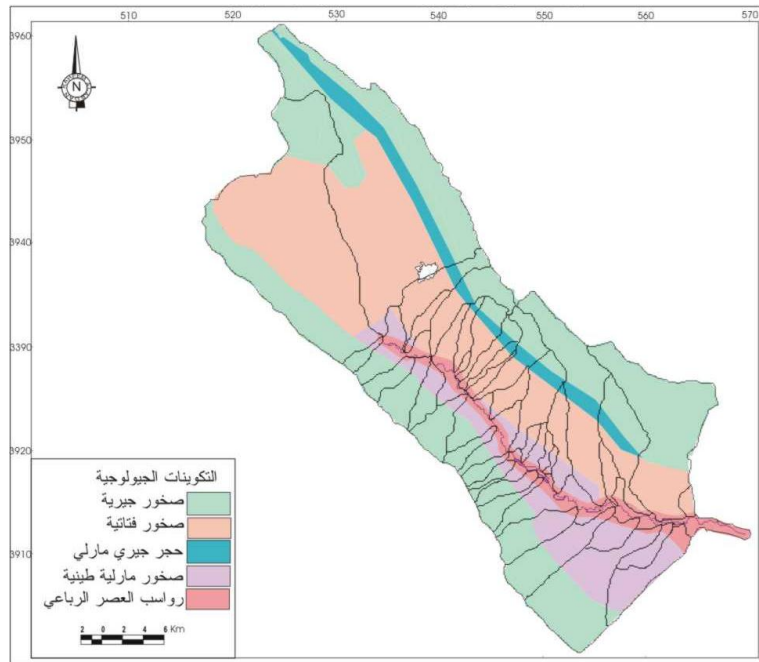 510 520 530 540 550 560 570
3960
3950
3940
3390
3920
3910
N
التكوينات الجيولوجية
صخور جيرية
صخور فتاتية
حجر جيري مارلي
صخور مارلية طينية
رواسب العصر الرباعي
2 0 2 4 6 Km